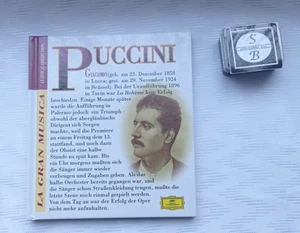 PUCCINI
GIACOMO (geb. am 23. Dezember 1858
in Lucca; gest. am 29. November 1924
in Brüssel). Bei der Uraufführung 1896
in Turin war La Bohème kein Erfolg
beschieden. Einige Monate später
wurde die Aufführung in
Palermo jedoch ein Triumph
obwohl der abergläubische
Dirigent sich Sorgen
machte, weil die Premiere
an einem Freitag dem 13.
stattfand, und noch dazu
der Oboist eine halbe
Stunde zu spät kam. Bis
ein Uhr morgens mußten sich
die Sänger immer wieder
verbeugen und Zugaben geben. Als das
halbe Orchester bereits gegangen war, und
die Sänger schon Straßenkleidung trugen, mußte die
letzte Szene noch einmal gespielt werden.
Von dem Tag an war der Erfolg der Oper
nicht mehr aufzuhalten.
LA GRAN MUSICA
S
B